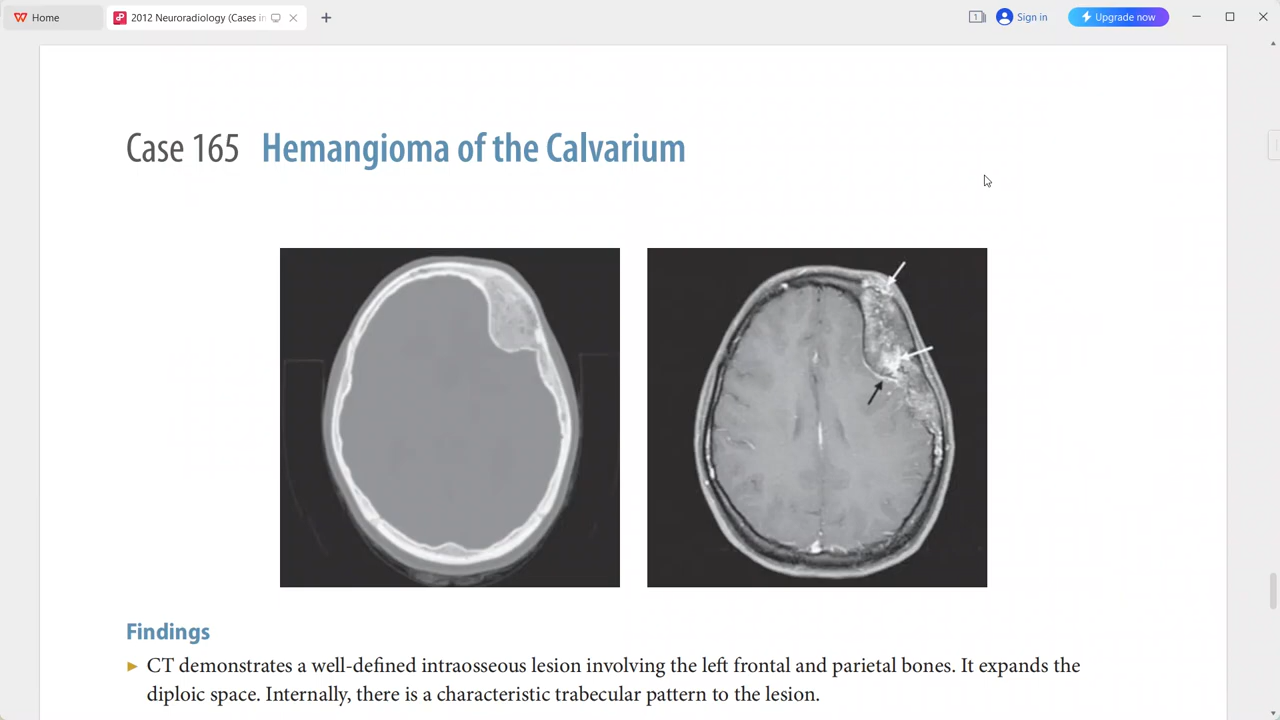 Home
2012 Neuroradiology (Cases in
1
Sign in
Upgrade now
Case 165 Hemangioma of the Calvarium
Findings
► CT demonstrates a well-defined intraosseous lesion involving the left frontal and parietal bones. It expands the
diploic space. Internally, there is a characteristic trabecular pattern to the lesion.